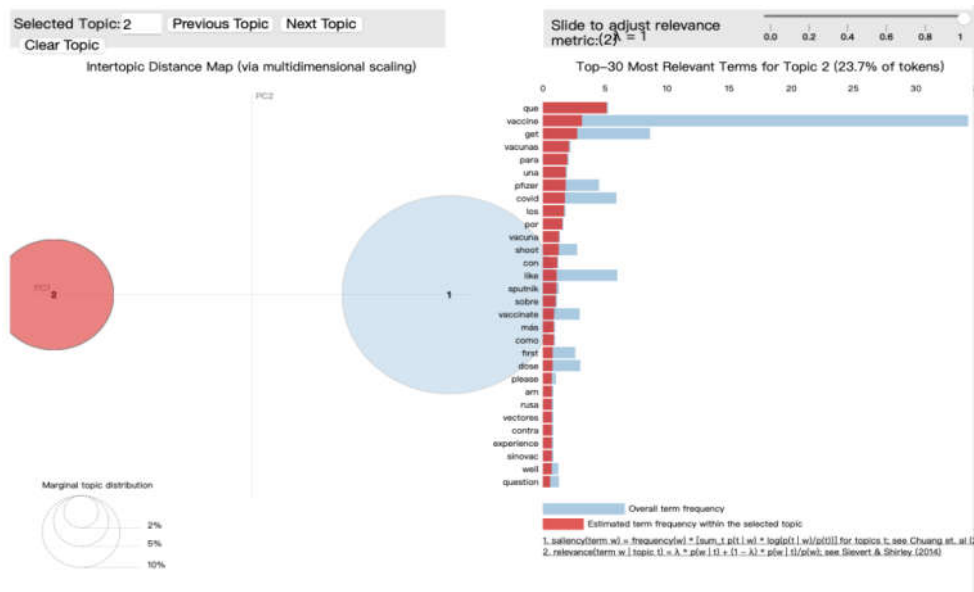 Selected Topic: 2 Previous Topic Next Topic
Clear Topic
Slide to adjust relevance
metric:(2) λ = 1
0.0 0.2 0.4 0.6 0.8 1
Intertopic Distance Map (via multidimensional scaling)
PC2
PC1
2
1
Marginal topic distribution
2%
5%
10%
Top-30 Most Relevant Terms for Topic 2 (23.7% of tokens)
0 5 10 15 20 25 30
que
vaccine
get
vacunas
para
una
pfizer
covid
los
por
vacuna
shoot
con
like
sputnik
sobre
vaccinate
más
como
first
dose
please
arn
rusa
vectores
contra
experience
sinovac
well
question
Overall term frequency
Estimated term frequency within the selected topic
1. saliency(term w) = frequency(w) * [sum_t p(t | w) * log(p(t | w)/p(t))] for topics t; see Chuang et. al
2. relevance(term w | topic t) = λ * p(w | t) + (1 - λ) * p(w | t)/p(w); see Sievert & Shirley (2014)